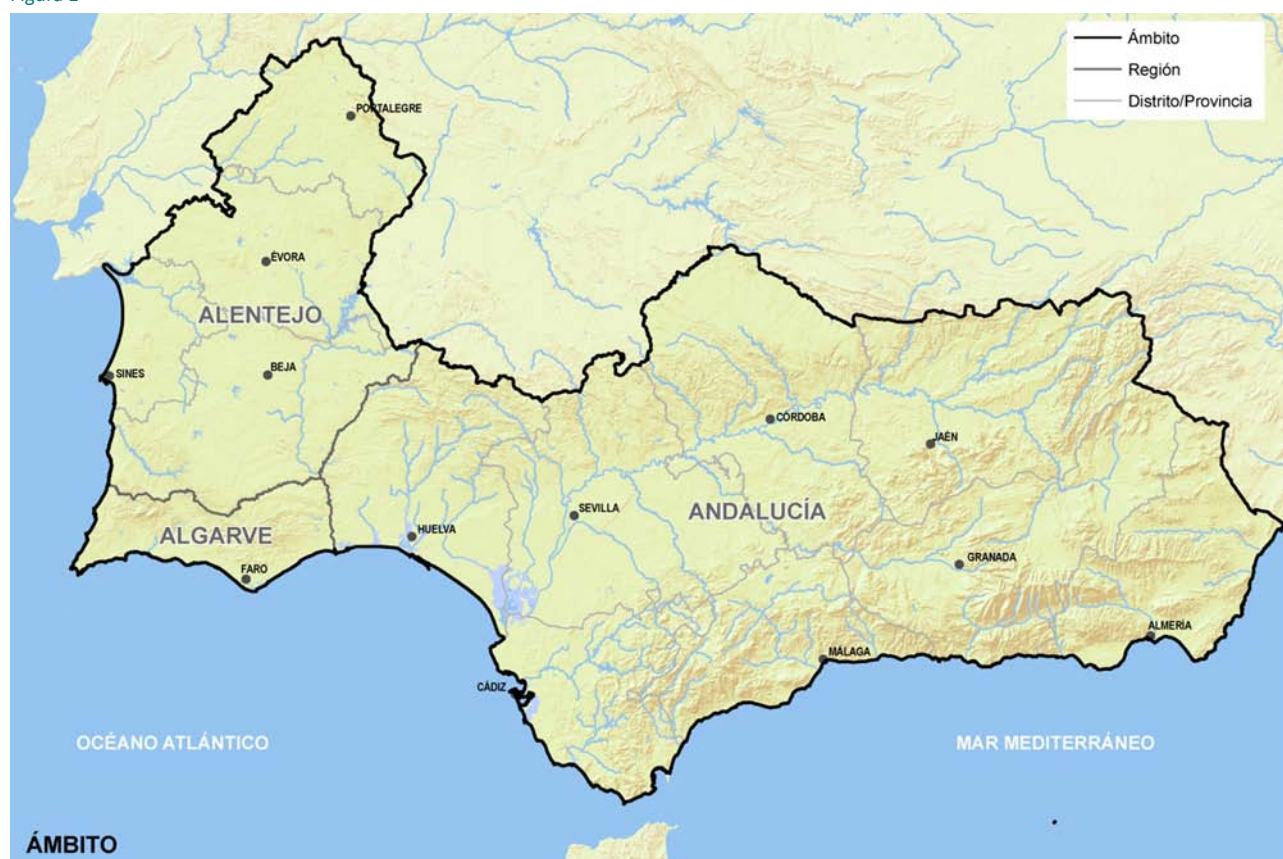 Ámbito
Región
Distrito/Provincia
PORTALEGRE
ÉVORA
ALENTEJO
SINES
BEJA
CÓRDOBA
JAÉN
SEVILLA
ANDALUCÍA
HUELVA
ALGARVE
FARO
GRANADA
ALMERÍA
MÁLAGA
CÁDIZ
OCÉANO ATLÁNTICO
MAR MEDITERRÁNEO
ÁMBITO